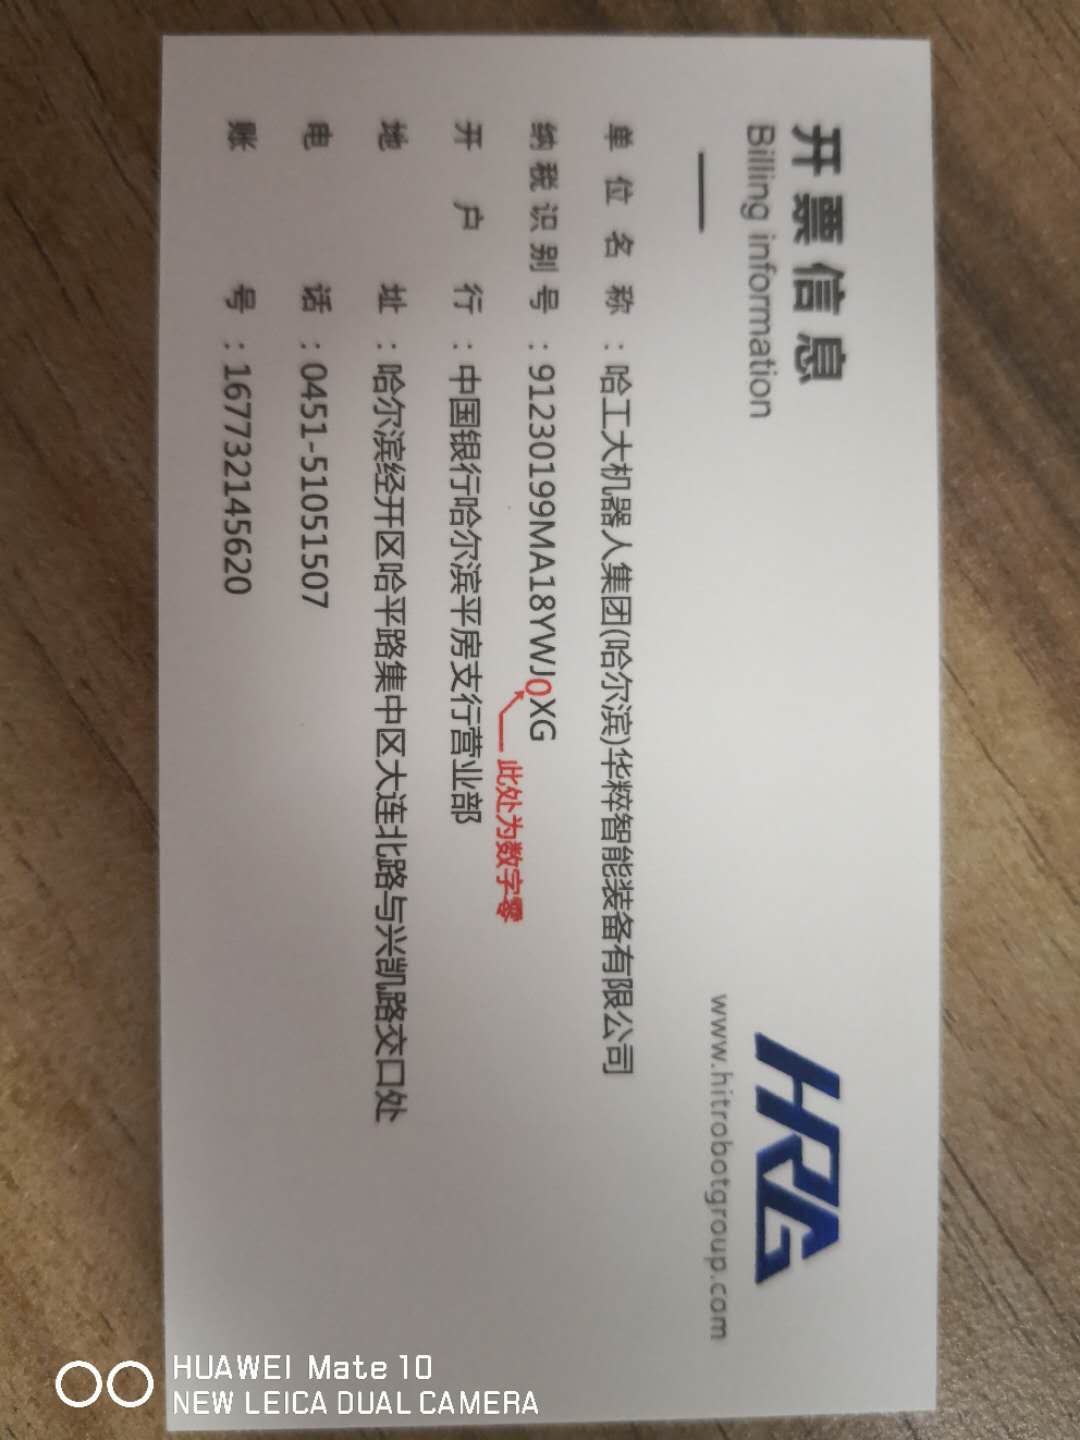 开票信息
Billing information
HRG
www.hitrobotgroup.com
单位名称：哈工大机器人集团(哈尔滨)华粹智能装备有限公司
纳税识别号：91230199MA18YWJ0XG
此处为数字零
开户行：中国银行哈尔滨平房支行营业部
地址：哈尔滨经开区哈平路集中区大连北路与兴凯路交口处
电话：0451-51051507
账号：167732145620
HUAWEI Mate 10
NEW LEICA DUAL CAMERA